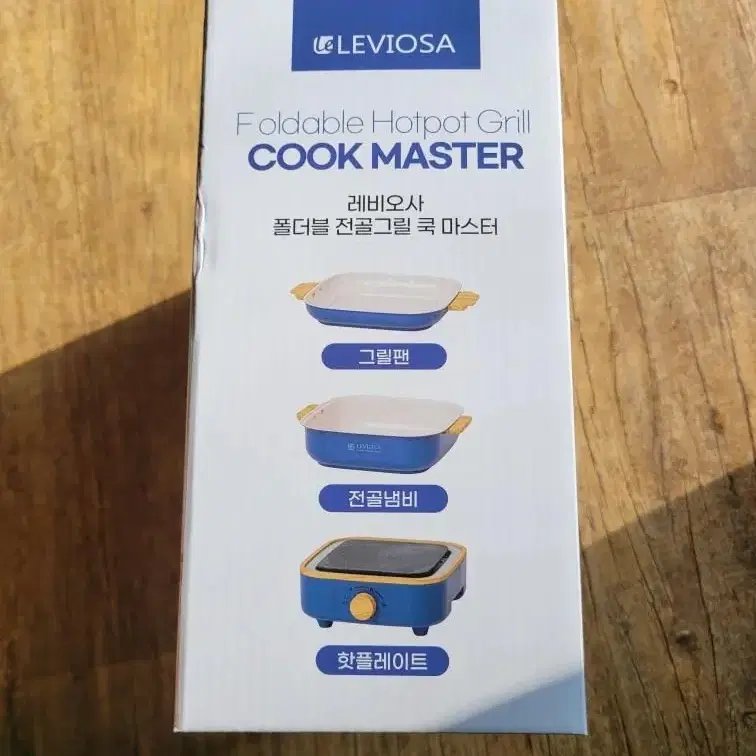 LEVIOSA
Foldable Hotpot Grill
COOK MASTER
레비오사
폴더블 전골그릴 쿡 마스터
그릴팬
LEVIOSA
전골냄비
핫플레이트